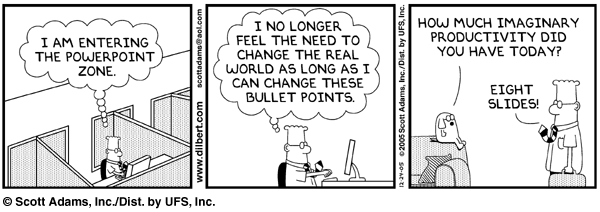 I AM ENTERING
THE POWERPOINT
ZONE.
www.dilbert.com
scottadams@aol.com
I NO LONGER
FEEL THE NEED TO
CHANGE THE REAL
WORLD AS LONG AS I
CAN CHANGE THESE
BULLET POINTS.
12-29-05 ©2005 Scott Adams, Inc./Dist. by UFS, Inc.
HOW MUCH IMAGINARY
PRODUCTIVITY DID
YOU HAVE TODAY?
EIGHT
SLIDES!
© Scott Adams, Inc./Dist. by UFS, Inc.